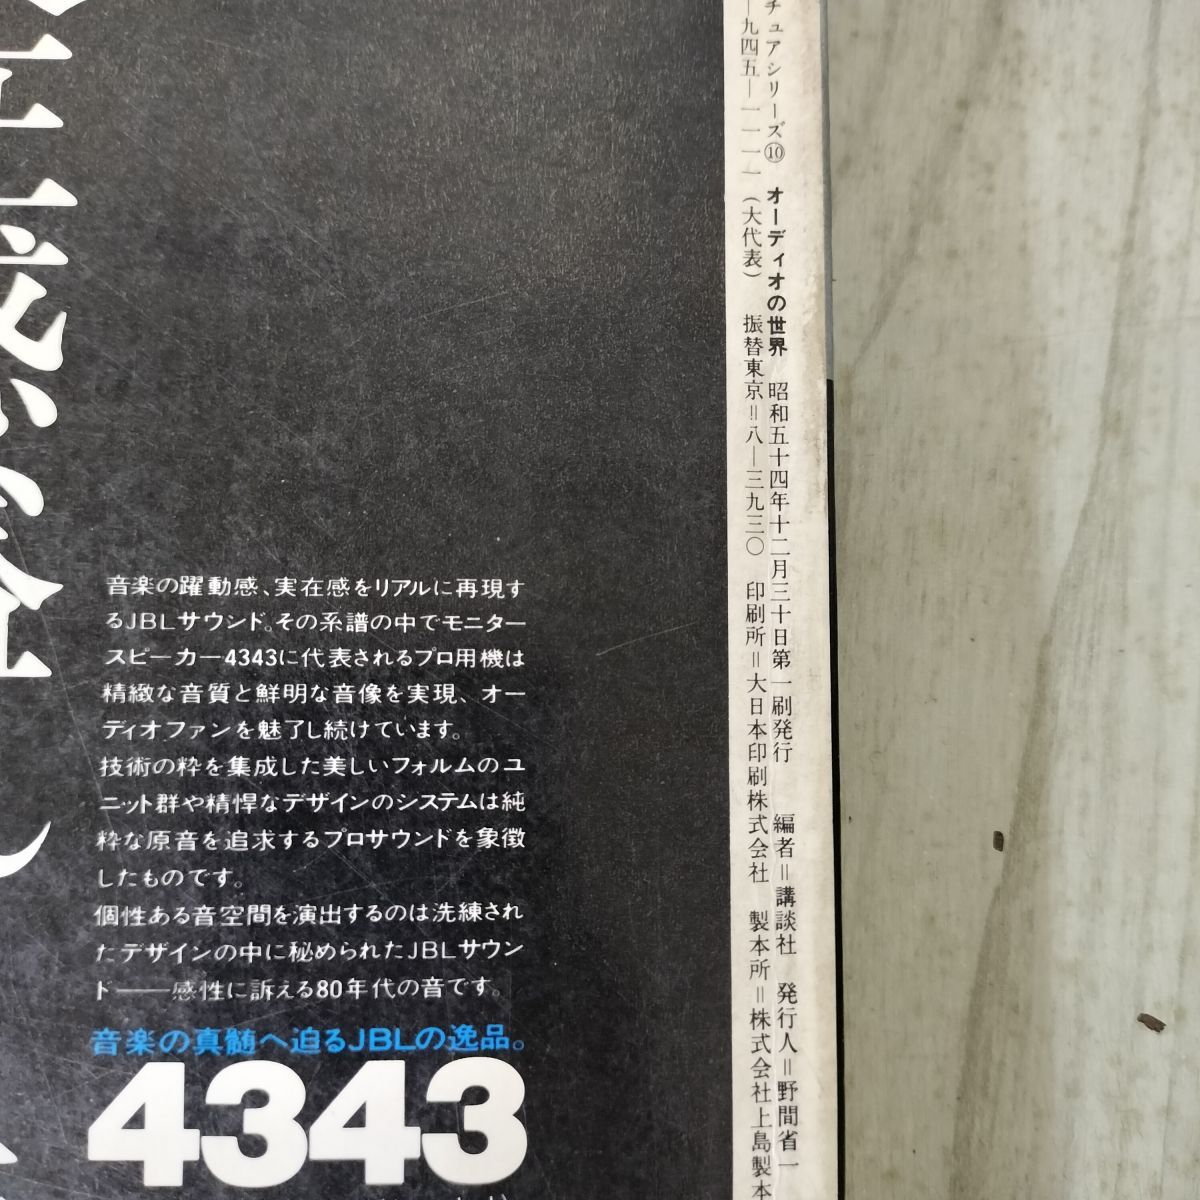 チュアシリーズ⑩　オーディオの世界　昭和五十四年十二月三十日第一刷発行　編者＝講談社　発行人＝野間省一
―九四五―一一一一（大代表）　振替東京＝八―三九三〇　印刷所＝大日本印刷株式会社　製本所＝株式会社上島製本
音楽の躍動感、実在感をリアルに再現す
るJBLサウンド。その系譜の中でモニター
スピーカー4343に代表されるプロ用機は
精緻な音質と鮮明な音像を実現、オー
ディオファンを魅了し続けています。
技術の粋を集成した美しいフォルムのユ
ニット群や精悍なデザインのシステムは純
粋な原音を追求するプロサウンドを象徴
したものです。
個性ある音空間を演出するのは洗練され
たデザインの中に秘められたJBLサウン
ド――感性に訴える80年代の音です。
音楽の真髄へ迫るJBLの逸品。
4343